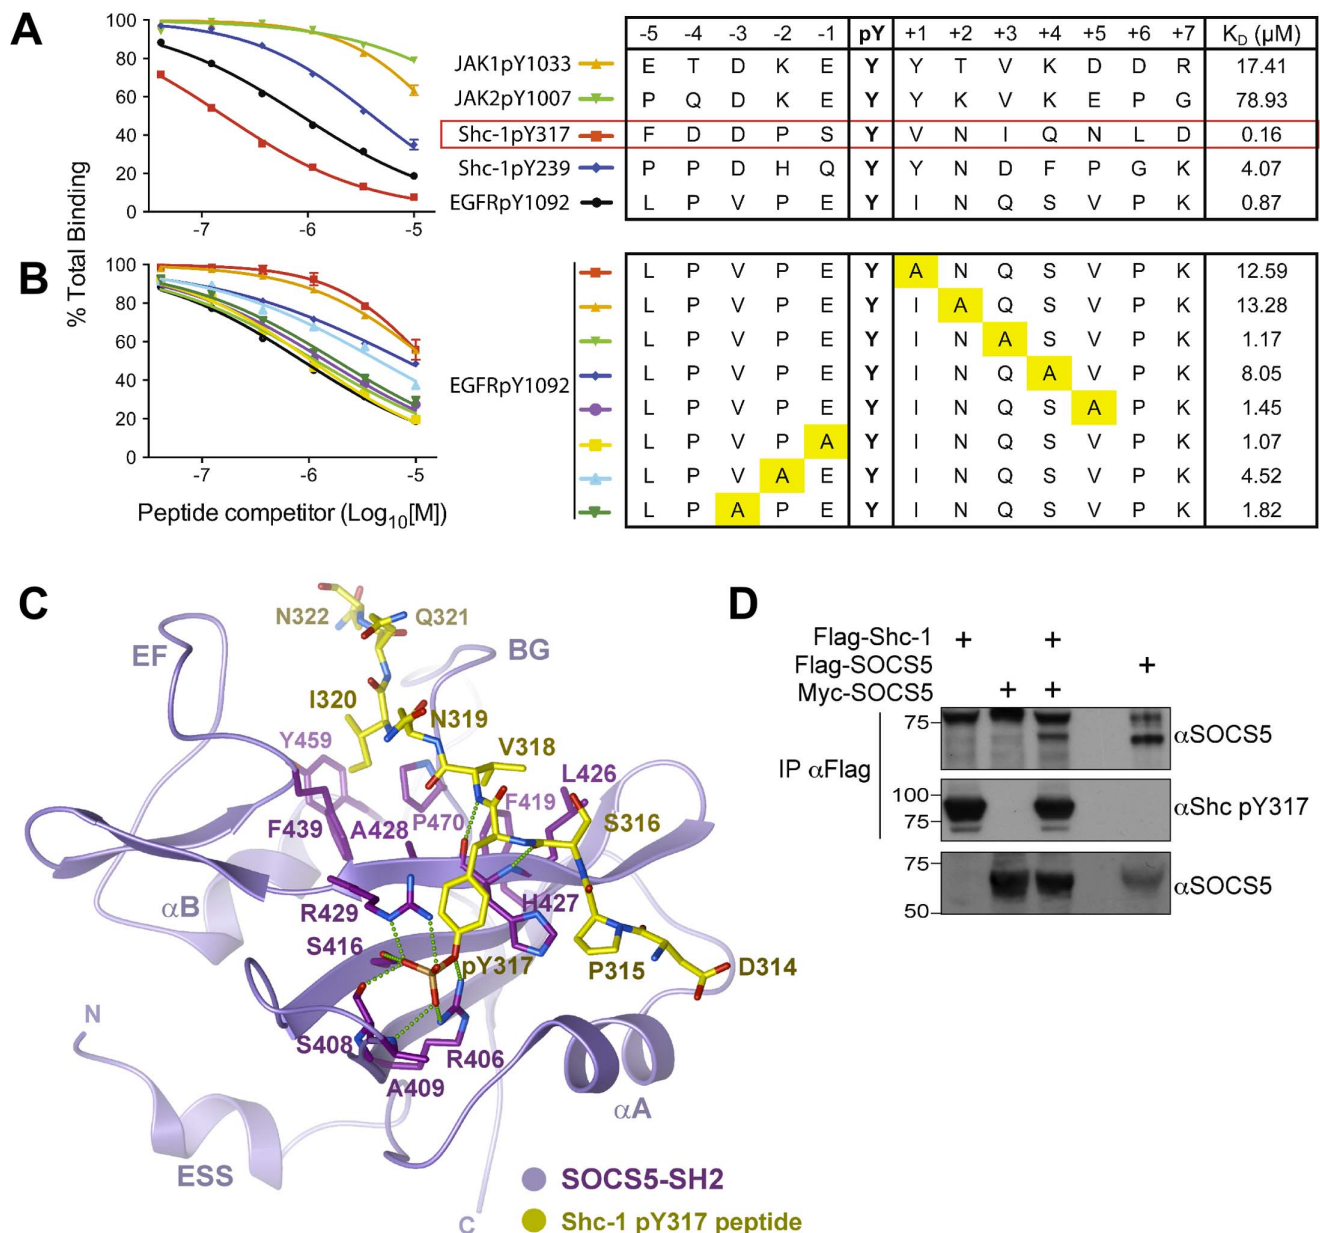 A
% Total Binding
100
80
60
40
20
0
-7 -6 -5
-5 -4 -3 -2 -1 pY +1 +2 +3 +4 +5 +6 +7 K_D (µM)
JAK1pY1033 E T D K E Y Y T V K D D R 17.41
JAK2pY1007 P Q D K E Y Y K V K E P G 78.93
Shc-1pY317 F D D P S Y V N I Q N L D 0.16
Shc-1pY239 P P D H Q Y Y N D F P G K 4.07
EGFRpY1092 L P V P E Y I N Q S V P K 0.87
B
100
80
60
40
20
0
-7 -6 -5
Peptide competitor (Log₁₀[M])
EGFRpY1092
L P V P E Y A N Q S V P K 12.59
L P V P E Y I A Q S V P K 13.28
L P V P E Y I N A S V P K 1.17
L P V P E Y I N Q A V P K 8.05
L P V P E Y I N Q S A P K 1.45
L P V P A Y I N Q S V P K 1.07
L P V A E Y I N Q S V P K 4.52
L P A P E Y I N Q S V P K 1.82
C
N322 Q321
EF BG
I320 N319
Y459 V318
L426
P470 F419
F439 A428 S316
R429 H427
αB
S416
pY317 P315 D314
N
S408 R406
A409
αA
ESS
C
SOCS5-SH2
Shc-1 pY317 peptide
D
Flag-Shc-1 + +
Flag-SOCS5 +
Myc-SOCS5 + +
IP αFlag
75 αSOCS5
100
75
αShc pY317
75
50
αSOCS5